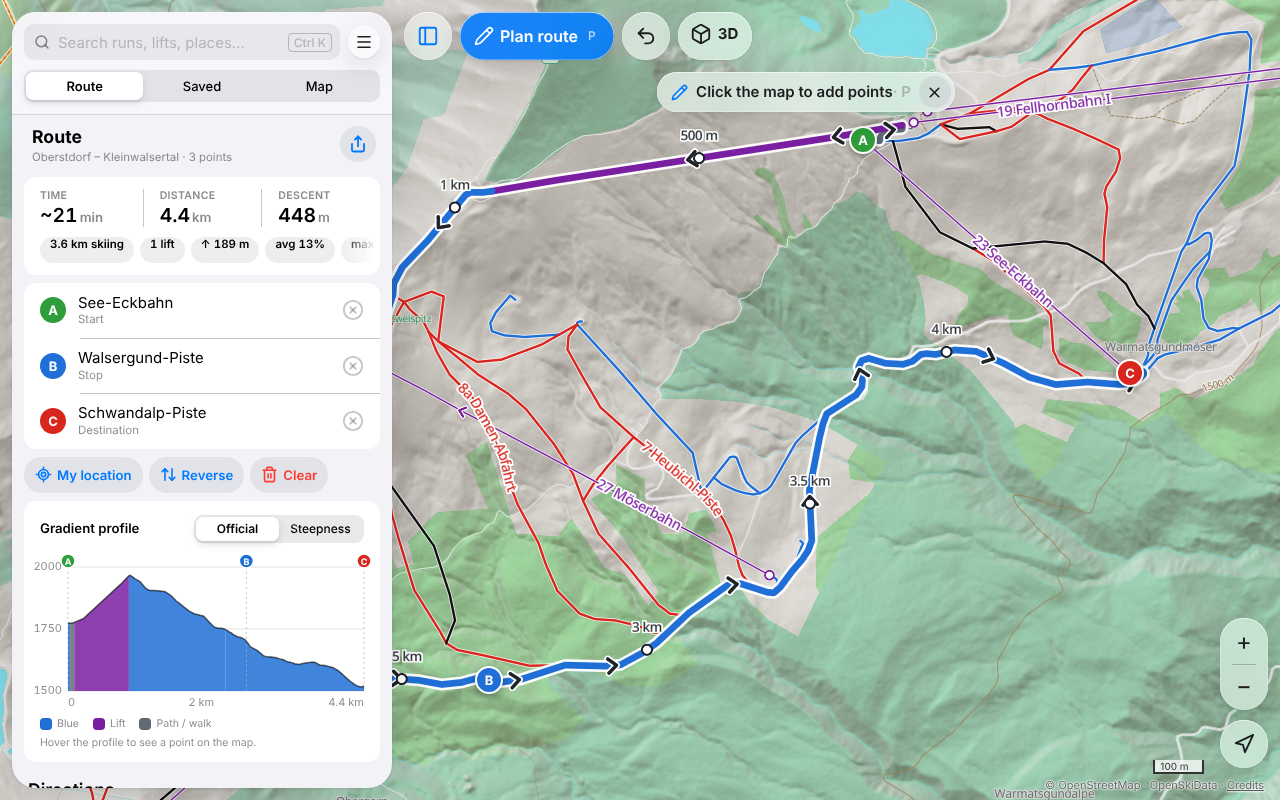 Search runs, lifts, places...
Ctrl K
Plan route P
3D
Route
Saved
Map
Click the map to add points · P
Route
Oberstdorf – Kleinwalsertal · 3 points
TIME
~21 min
DISTANCE
4.4 km
DESCENT
448 m
3.6 km skiing
1 lift
↑ 189 m
avg 13%
max
A
See-Eckbahn
Start
B
Walsergund-Piste
Stop
C
Schwandalp-Piste
Destination
My location
Reverse
Clear
Gradient profile
Official
Steepness
A
B
C
2000
1750
1500
0
2 km
4.4 km
Blue
Lift
Path / walk
Hover the profile to see a point on the map.
Directions
500 m
1 km
19 Fellhornbahn I
A
23 See-Eckbahn
zweispitz
4 km
Warmatsgundmöser
C
1500 m
8a Damen-Abfahrt
7 Heubichl-Piste
27 Möserbahn
3.5 km
3 km
5 km
B
100 m
© OpenStreetMap · OpenSkiData · Credits
Warmatsgundalpe